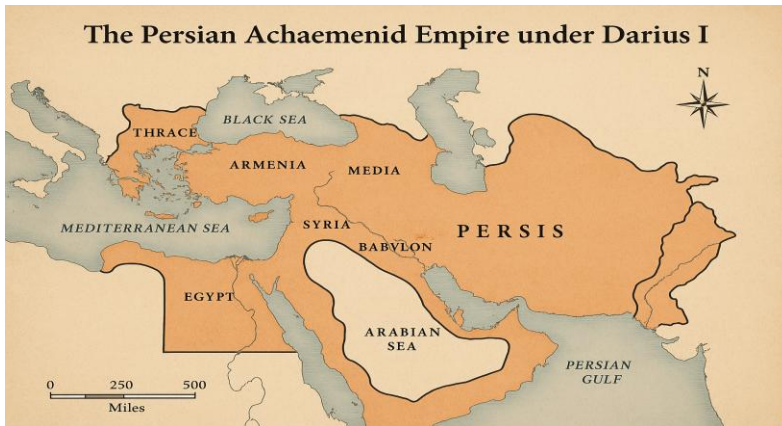 The Persian Achaemenid Empire under Darius I
N
BLACK SEA
THRACE
ARMENIA
MEDIA
MEDITERRANEAN SEA
SYRIA
BABVLON
PERSIS
EGYPT
ARABIAN
SEA
PERSIAN
GULF
0 250 500
Miles